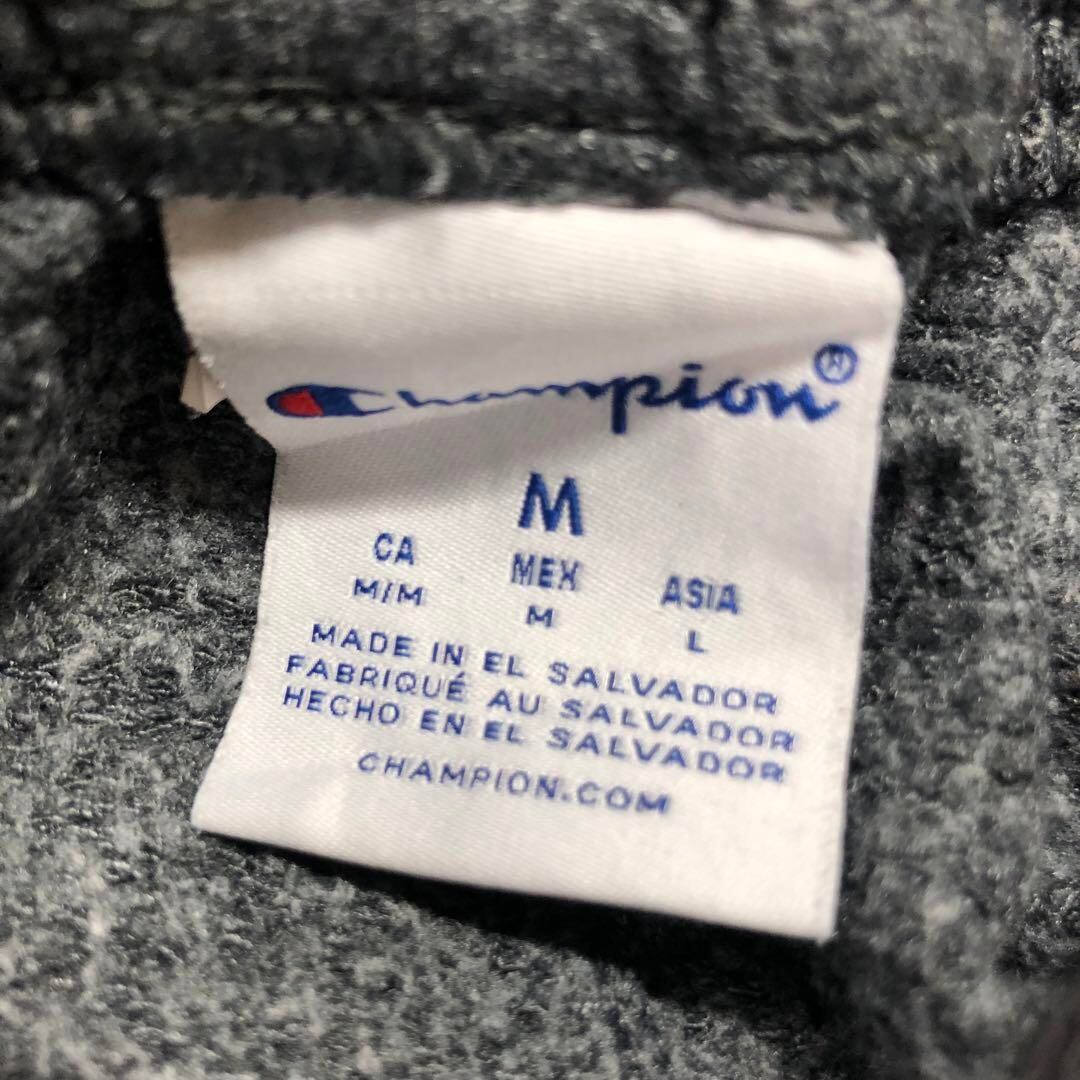 Champion®
M
CA MEX ASIA
M/M M L
MADE IN EL SALVADOR
FABRIQUÉ AU SALVADOR
HECHO EN EL SALVADOR
CHAMPION.COM